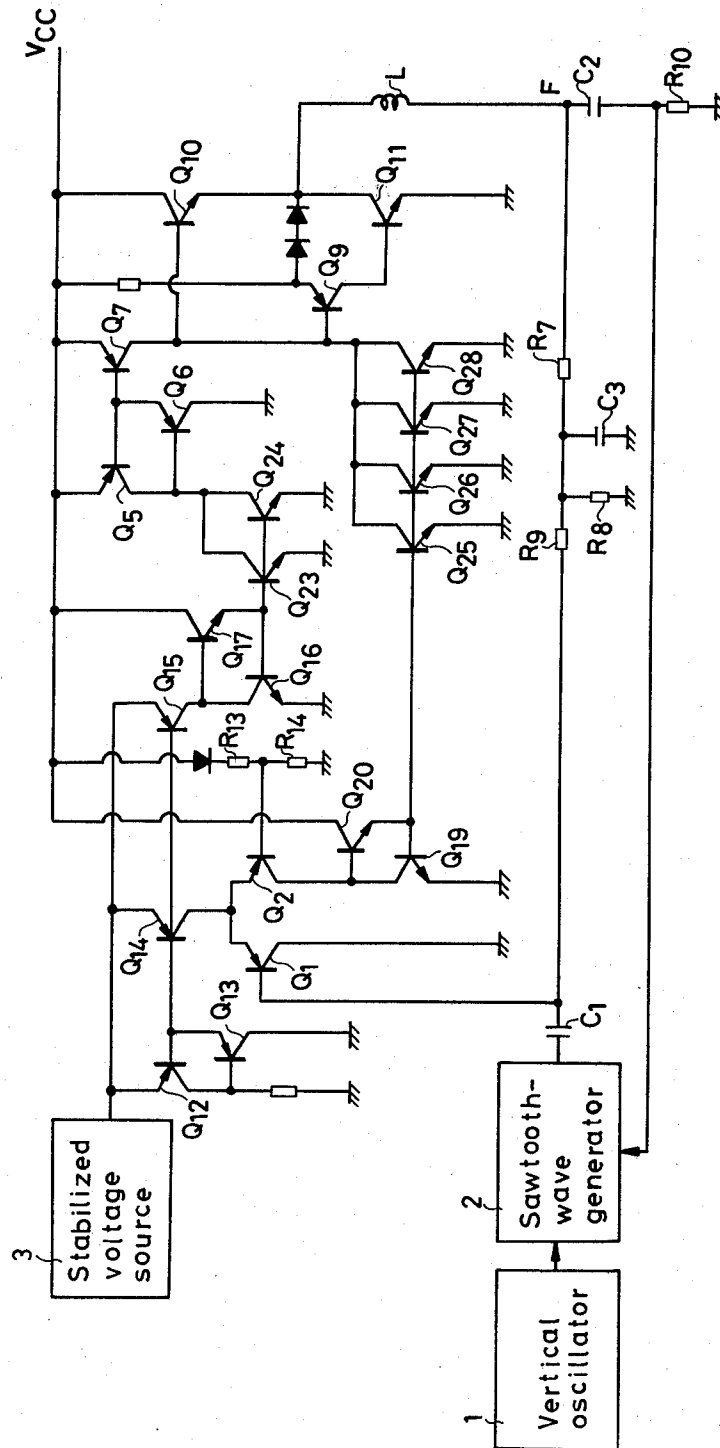 VCC
3
Stabilized
voltage
source
Q12
Q13
Q14
Q1
Q2
Q20
Q19
R13
R14
Q15
Q17
Q16
Q23
Q24
Q5
Q6
Q7
Q9
Q10
Q11
L
F
C2
R10
Q25
Q26
Q27
Q28
R9
R8
C3
R7
C1
1
Vertical
oscillator
2
Sawtooth-
wave
generator